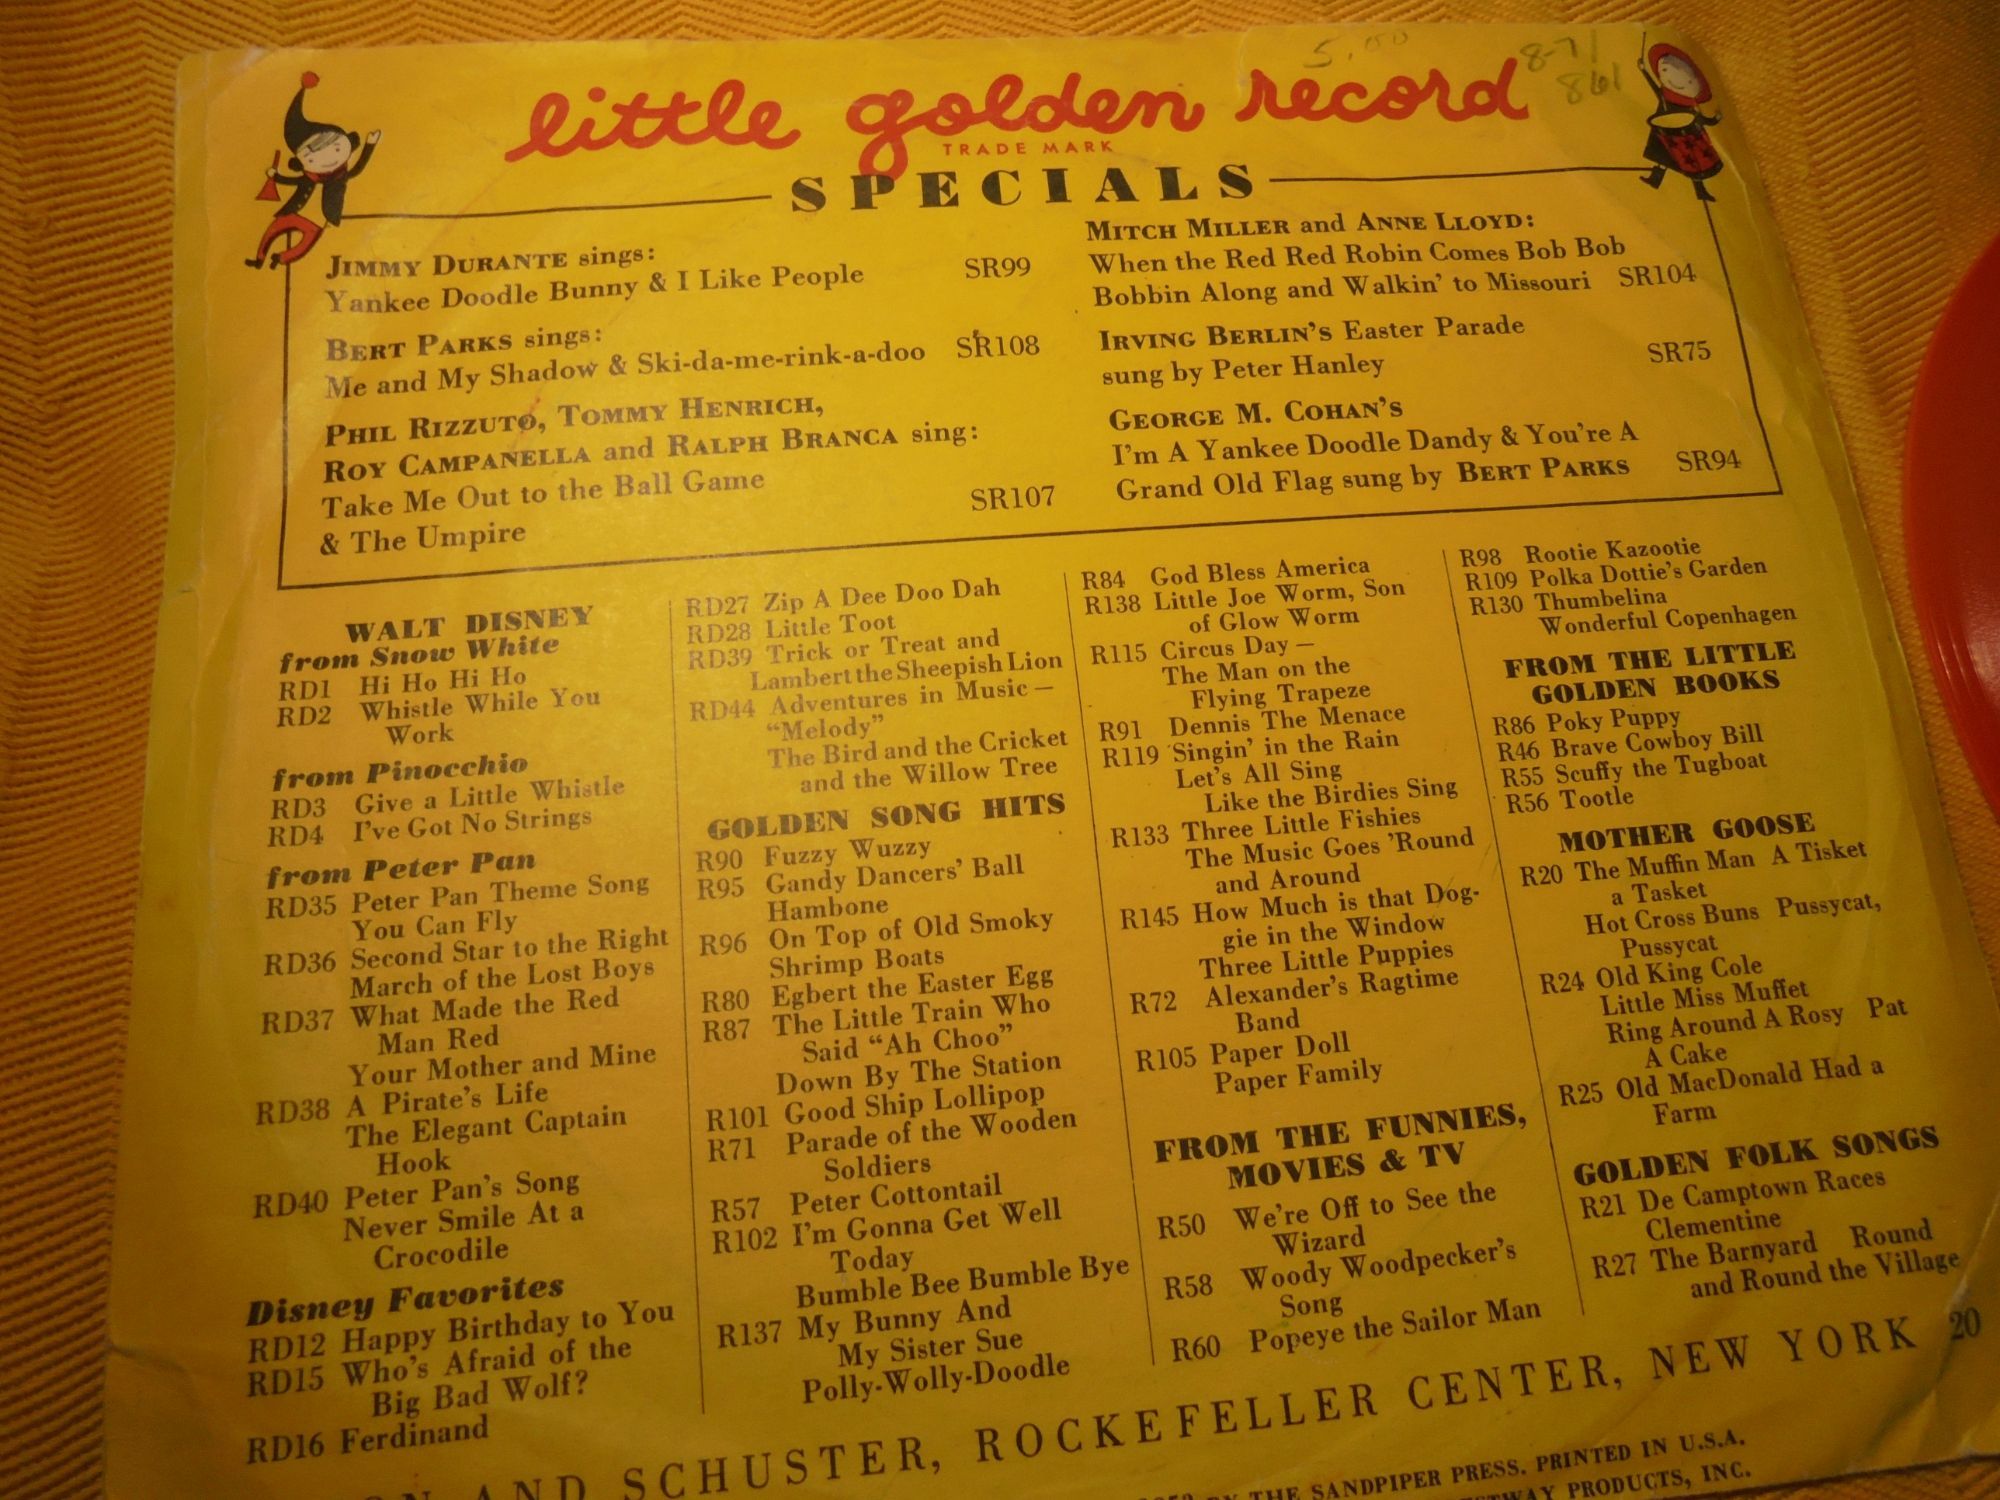 5.00
8-71
861
little golden record
TRADE MARK
SPECIALS
JIMMY DURANTE sings:
Yankee Doodle Bunny & I Like People SR99
BERT PARKS sings:
Me and My Shadow & Ski-da-me-rink-a-doo SR108
PHIL RIZZUTO, TOMMY HENRICH,
ROY CAMPANELLA and RALPH BRANCA sing:
Take Me Out to the Ball Game
& The Umpire SR107
MITCH MILLER and ANNE LLOYD:
When the Red Red Robin Comes Bob Bob
Bobbin Along and Walkin' to Missouri SR104
IRVING BERLIN'S Easter Parade
sung by Peter Hanley SR75
GEORGE M. COHAN'S
I'm A Yankee Doodle Dandy & You're A
Grand Old Flag sung by BERT PARKS SR94
WALT DISNEY
from Snow White
RD1 Hi Ho Hi Ho
RD2 Whistle While You
Work
from Pinocchio
RD3 Give a Little Whistle
RD4 I've Got No Strings
from Peter Pan
RD35 Peter Pan Theme Song
You Can Fly
RD36 Second Star to the Right
March of the Lost Boys
RD37 What Made the Red
Man Red
Your Mother and Mine
RD38 A Pirate's Life
The Elegant Captain
Hook
RD40 Peter Pan's Song
Never Smile At a
Crocodile
Disney Favorites
RD12 Happy Birthday to You
RD15 Who's Afraid of the
Big Bad Wolf?
RD16 Ferdinand
RD27 Zip A Dee Doo Dah
RD28 Little Toot
RD39 Trick or Treat and
Lambert the Sheepish Lion
RD44 Adventures in Music —
"Melody"
The Bird and the Cricket
and the Willow Tree
GOLDEN SONG HITS
R90 Fuzzy Wuzzy
R95 Gandy Dancers' Ball
Hambone
R96 On Top of Old Smoky
Shrimp Boats
R80 Egbert the Easter Egg
R87 The Little Train Who
Said "Ah Choo"
Down By The Station
R101 Good Ship Lollipop
R71 Parade of the Wooden
Soldiers
R57 Peter Cottontail
R102 I'm Gonna Get Well
Today
Bumble Bee Bumble Bye
R137 My Bunny And
My Sister Sue
Polly-Wolly-Doodle
R84 God Bless America
R138 Little Joe Worm, Son
of Glow Worm
R115 Circus Day —
The Man on the
Flying Trapeze
R91 Dennis The Menace
R119 Singin' in the Rain
Let's All Sing
Like the Birdies Sing
R133 Three Little Fishies
The Music Goes 'Round
and Around
R145 How Much is that Dog-
gie in the Window
Three Little Puppies
R72 Alexander's Ragtime
Band
R105 Paper Doll
Paper Family
FROM THE FUNNIES,
MOVIES & TV
R50 We're Off to See the
Wizard
R58 Woody Woodpecker's
Song
R60 Popeye the Sailor Man
R98 Rootie Kazootie
R109 Polka Dottie's Garden
R130 Thumbelina
Wonderful Copenhagen
FROM THE LITTLE
GOLDEN BOOKS
R86 Poky Puppy
R46 Brave Cowboy Bill
R55 Scuffy the Tugboat
R56 Tootle
MOTHER GOOSE
R20 The Muffin Man A Tisket
a Tasket
Hot Cross Buns Pussycat,
Pussycat
R24 Old King Cole
Little Miss Muffet
Ring Around A Rosy Pat
A Cake
R25 Old MacDonald Had a
Farm
GOLDEN FOLK SONGS
R21 De Camptown Races
Clementine
R27 The Barnyard Round
and Round the Village
AND SCHUSTER, ROCKEFELLER CENTER, NEW YORK 20
BY THE SANDPIPER PRESS. PRINTED IN U.S.A.
PRODUCTS, INC.